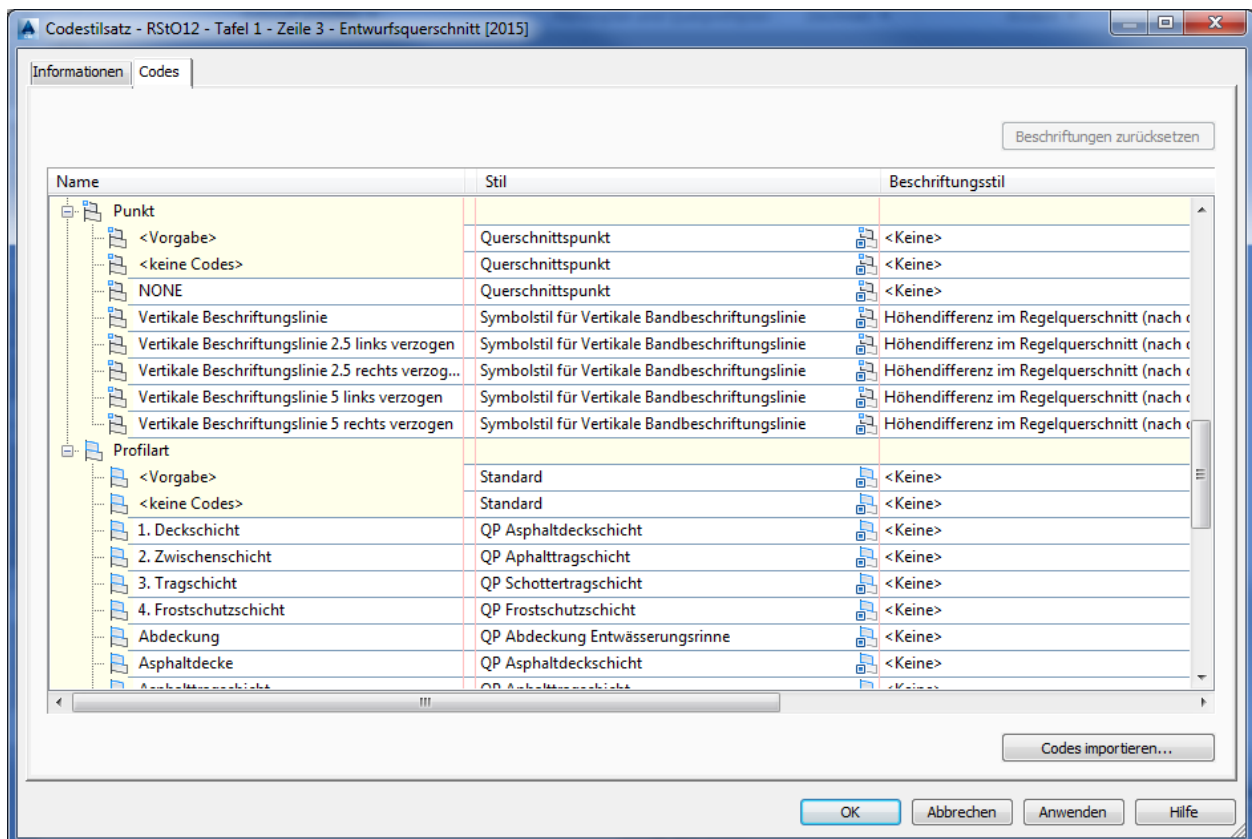 Codestilsatz - RStO12 - Tafel 1 - Zeile 3 - Entwurfsquerschnitt [2015]
Informationen Codes
Beschriftungen zurücksetzen
Name Stil Beschriftungsstil
Punkt
<Vorgabe> Querschnittspunkt <Keine>
<keine Codes> Querschnittspunkt <Keine>
NONE Querschnittspunkt <Keine>
Vertikale Beschriftungslinie Symbolstil für Vertikale Bandbeschriftungslinie Höhendifferenz im Regelquerschnitt (nach
Vertikale Beschriftungslinie 2.5 links verzogen Symbolstil für Vertikale Bandbeschriftungslinie Höhendifferenz im Regelquerschnitt (nach
Vertikale Beschriftungslinie 2.5 rechts verzog... Symbolstil für Vertikale Bandbeschriftungslinie Höhendifferenz im Regelquerschnitt (nach
Vertikale Beschriftungslinie 5 links verzogen Symbolstil für Vertikale Bandbeschriftungslinie Höhendifferenz im Regelquerschnitt (nach
Vertikale Beschriftungslinie 5 rechts verzogen Symbolstil für Vertikale Bandbeschriftungslinie Höhendifferenz im Regelquerschnitt (nach
Profilart
<Vorgabe> Standard <Keine>
<keine Codes> Standard <Keine>
1. Deckschicht QP Asphaltdeckschicht <Keine>
2. Zwischenschicht QP Aphalttragschicht <Keine>
3. Tragschicht QP Schottertragschicht <Keine>
4. Frostschutzschicht QP Frostschutzschicht <Keine>
Abdeckung QP Abdeckung Entwässerungsrinne <Keine>
Asphaltdecke QP Asphaltdeckschicht <Keine>
Codes importieren...
OK Abbrechen Anwenden Hilfe